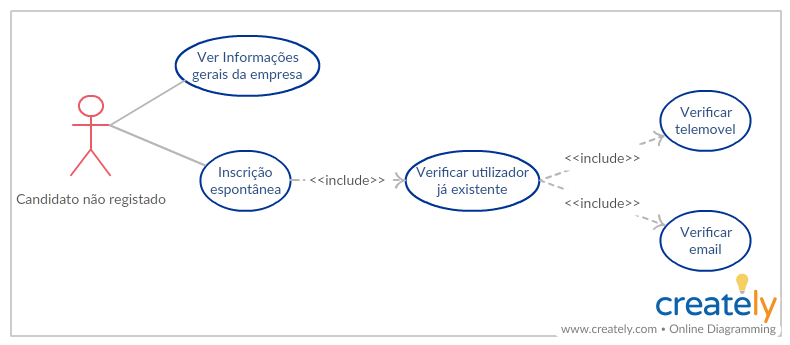 Ver Informações
gerais da empresa
Verificar
telemovel
<<include>>
Inscrição
espontânea
<<include>>
Verificar utilizador
já existente
Candidato não registado
<<include>>
Verificar
email
creately
www.creately.com • Online Diagramming